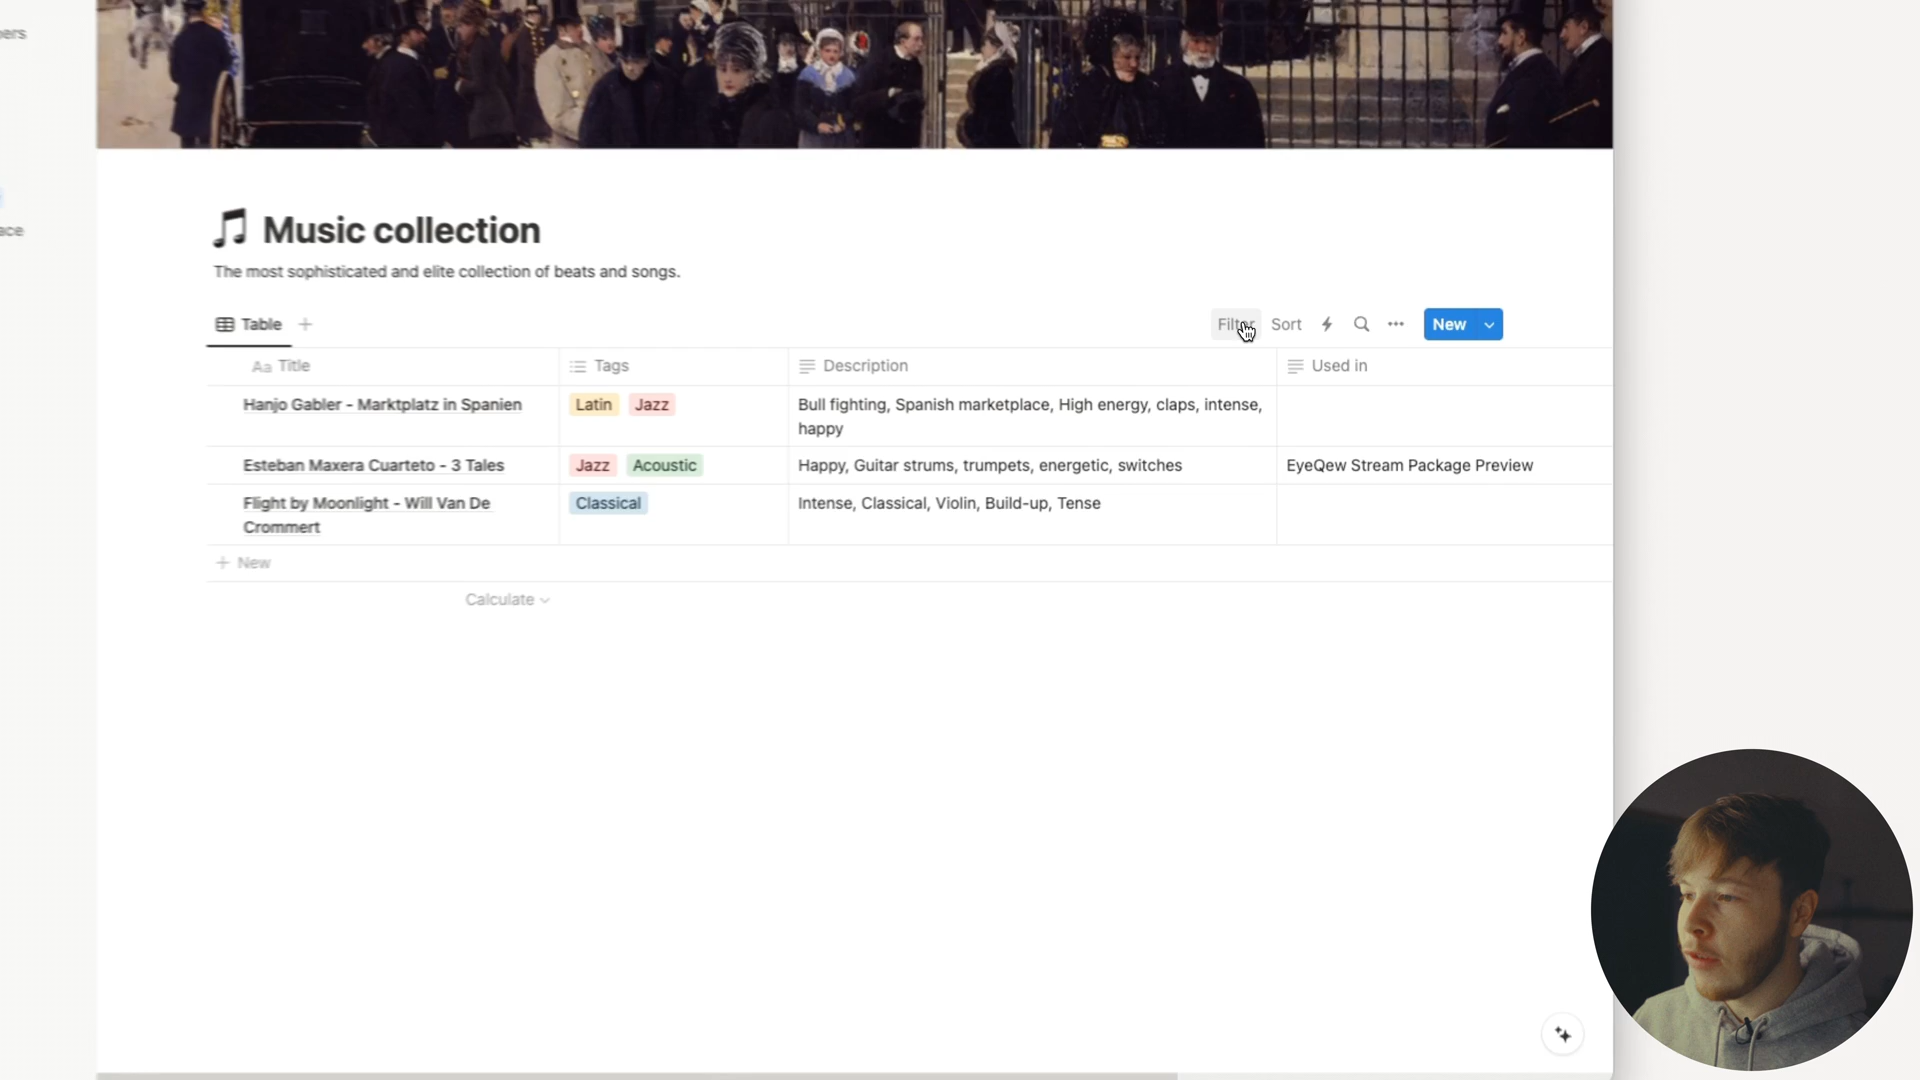 ers
ace
Music collection
The most sophisticated and elite collection of beats and songs.
Table
Filter Sort New
Aa Title Tags Description Used in
Hanjo Gabler - Marktplatz in Spanien Latin Jazz Bull fighting, Spanish marketplace, High energy, claps, intense,
happy
Esteban Maxera Cuarteto - 3 Tales Jazz Acoustic Happy, Guitar strums, trumpets, energetic, switches EyeQew Stream Package Preview
Flight by Moonlight - Will Van De Classical Intense, Classical, Violin, Build-up, Tense
Crommert
+ New
Calculate